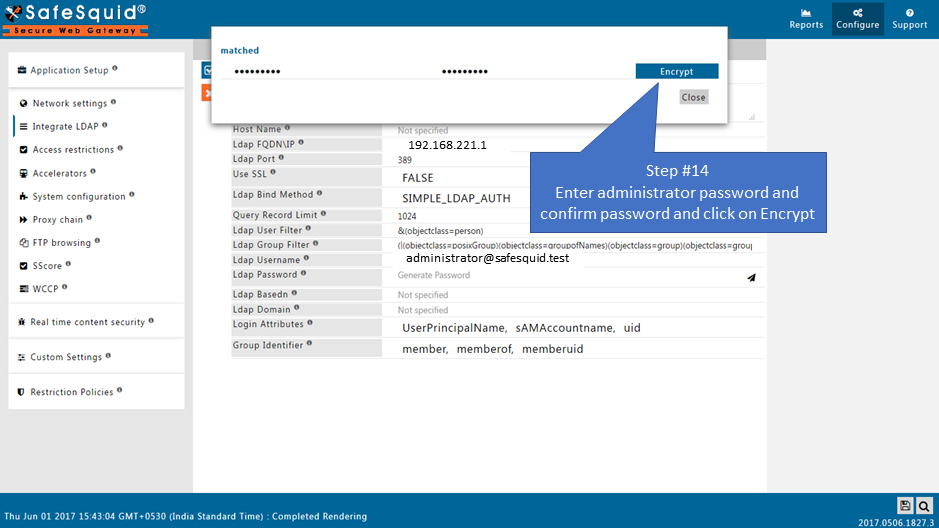 SafeSquid®
Secure Web Gateway
Reports
Configure
Support
Application Setup
Network settings
Integrate LDAP
Access restrictions
Accelerators
System configuration
Proxy chain
FTP browsing
SScore
WCCP
Real time content security
Custom Settings
Restriction Policies
matched
•••••••••
•••••••••
Encrypt
Close
Step #14
Enter administrator password and
confirm password and click on Encrypt
Host Name Not specified
Ldap FQDN\IP 192.168.221.1
Ldap Port 389
Use SSL FALSE
Ldap Bind Method SIMPLE_LDAP_AUTH
Query Record Limit 1024
Ldap User Filter &(objectclass=person)
Ldap Group Filter (|(objectclass=posixGroup)(objectclass=groupofNames)(objectclass=group)(objectclass=grou
Ldap Username administrator@safesquid.test
Ldap Password Generate Password
Ldap Basedn Not specified
Ldap Domain Not specified
Login Attributes UserPrincipalName, sAMAccountname, uid
Group Identifier member, memberof, memberuid
Thu Jun 01 2017 15:43:04 GMT+0530 (India Standard Time) : Completed Rendering
2017.0506.1827.3